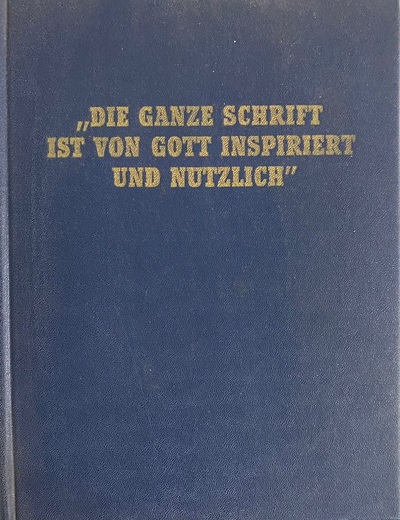 „DIE GANZE SCHRIFT
IST VON GOTT INSPIRIERT
UND NUTZLICH”